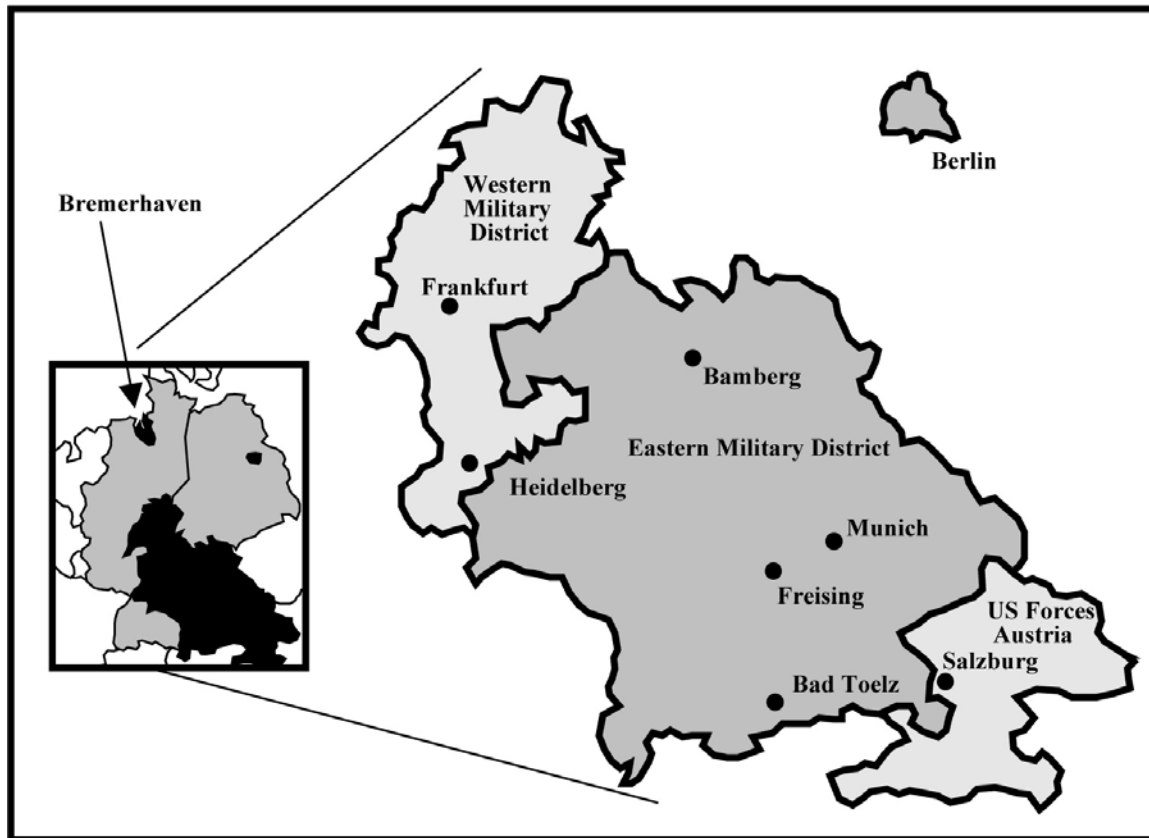 Berlin
Western
Military
District
Bremerhaven
Frankfurt
Bamberg
Eastern Military District
Heidelberg
Munich
Freising
US Forces
Austria
Salzburg
Bad Toelz